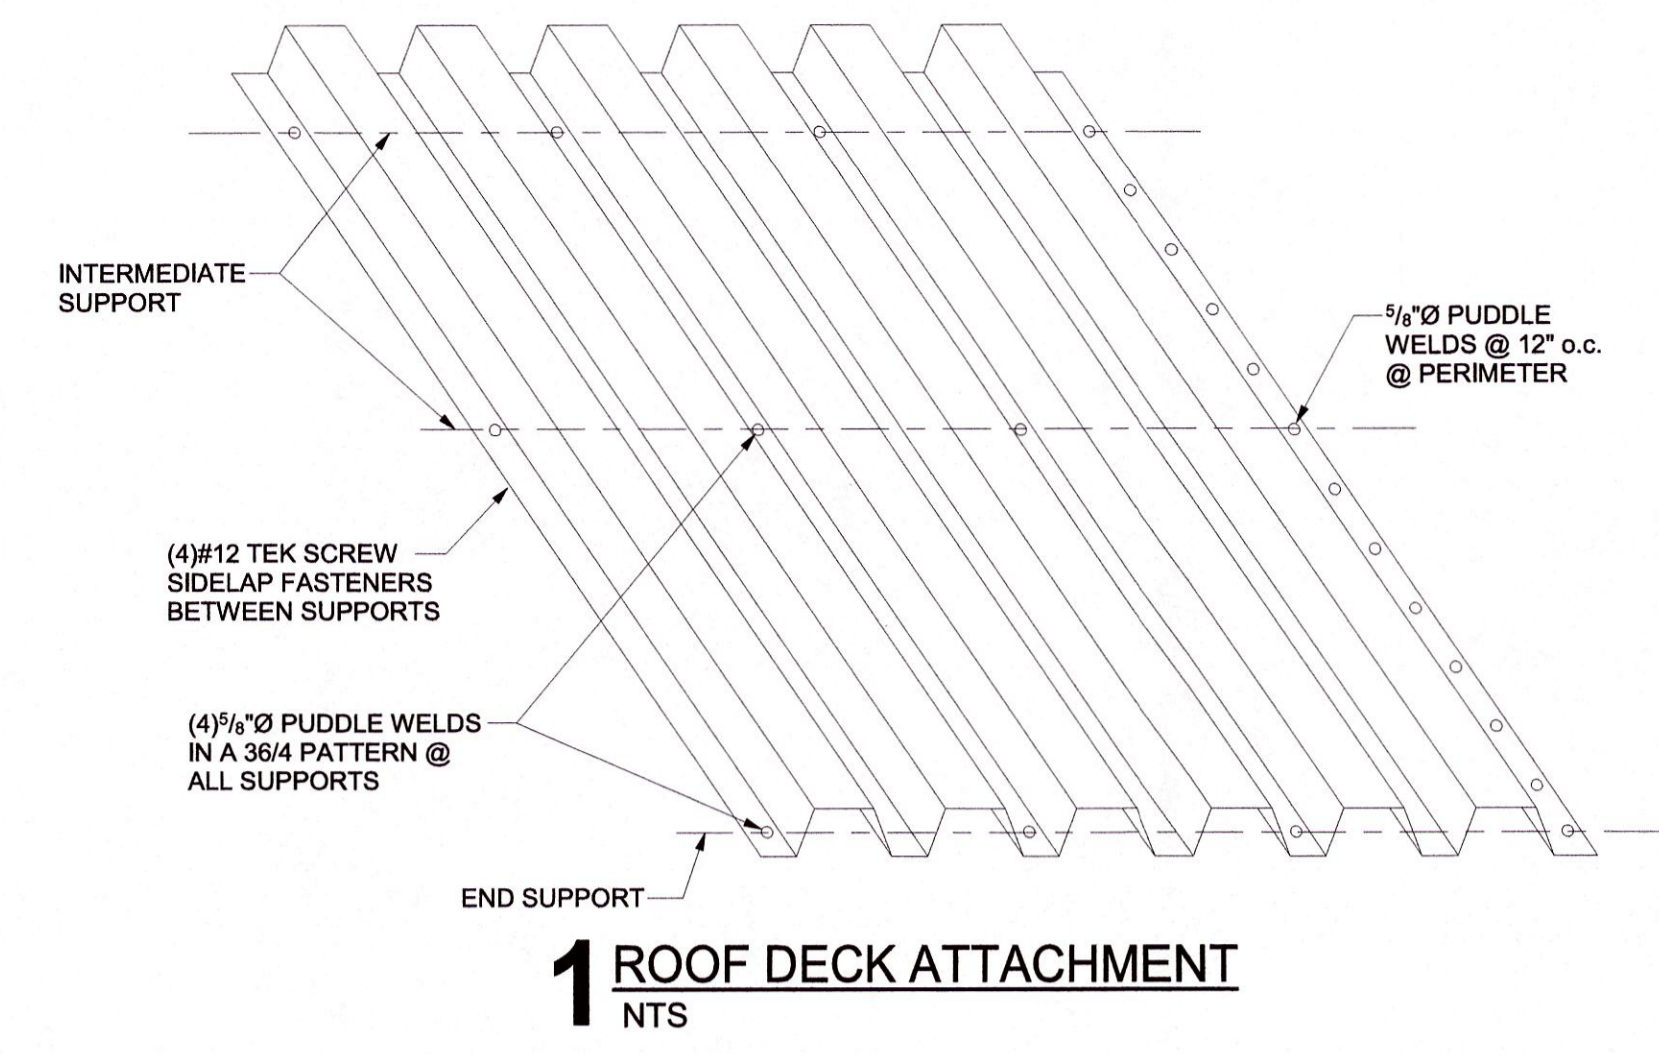 INTERMEDIATE
SUPPORT
5/8"Ø PUDDLE
WELDS @ 12" o.c.
@ PERIMETER
(4)#12 TEK SCREW
SIDELAP FASTENERS
BETWEEN SUPPORTS
(4)5/8"Ø PUDDLE WELDS
IN A 36/4 PATTERN @
ALL SUPPORTS
END SUPPORT
1 ROOF DECK ATTACHMENT
NTS